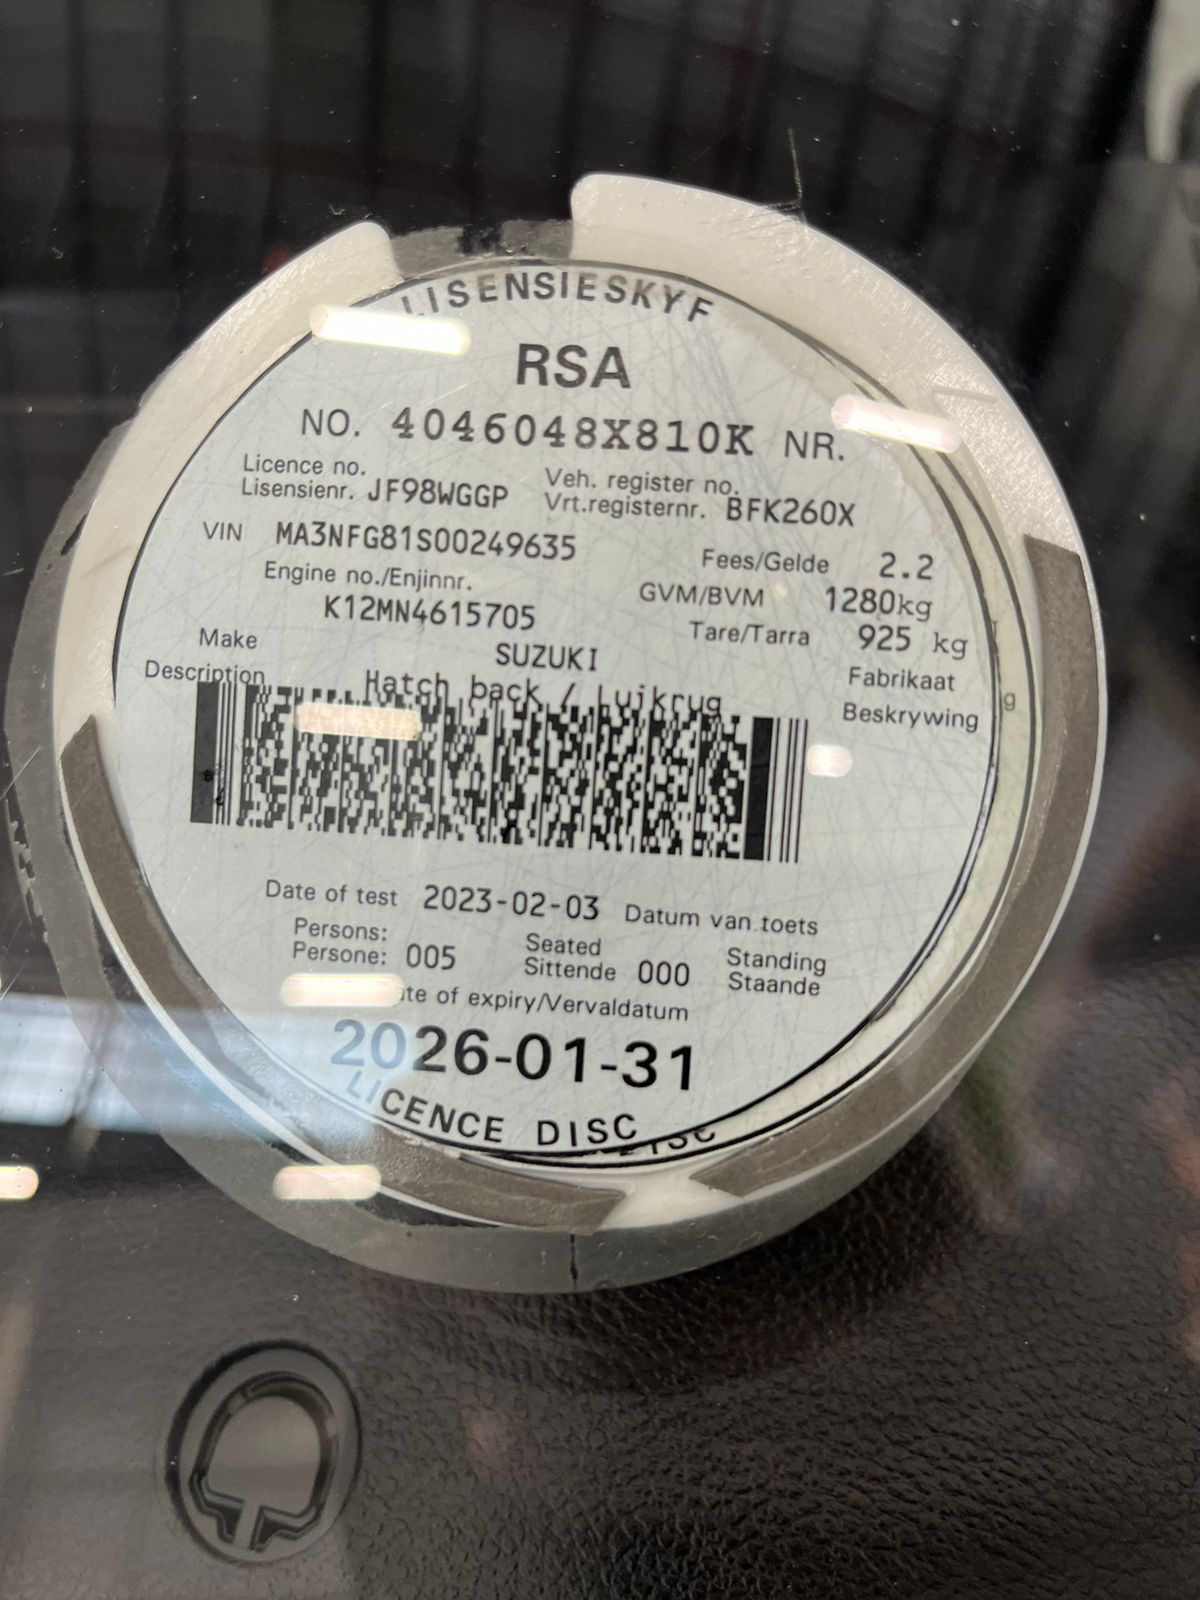 LISENSIESKYF
RSA
NO. 4046048X810K NR.
Licence no.
Lisensienr. JF98WGGP
Veh. register no.
Vrt.registernr. BFK260X
VIN MA3NFG81S00249635
Fees/Gelde 2.2
Engine no./Enjinnr.
K12MN4615705
GVM/BVM 1280kg
Tare/Tarra 925 kg
Make SUZUKI Fabrikaat
Description Hatch back / Luikrug Beskrywing
Date of test 2023-02-03 Datum van toets
Persons:
Persone: 005
Seated
Sittende 000
Standing
Staande
of expiry/Vervaldatum
2026-01-31
LICENCE DISC